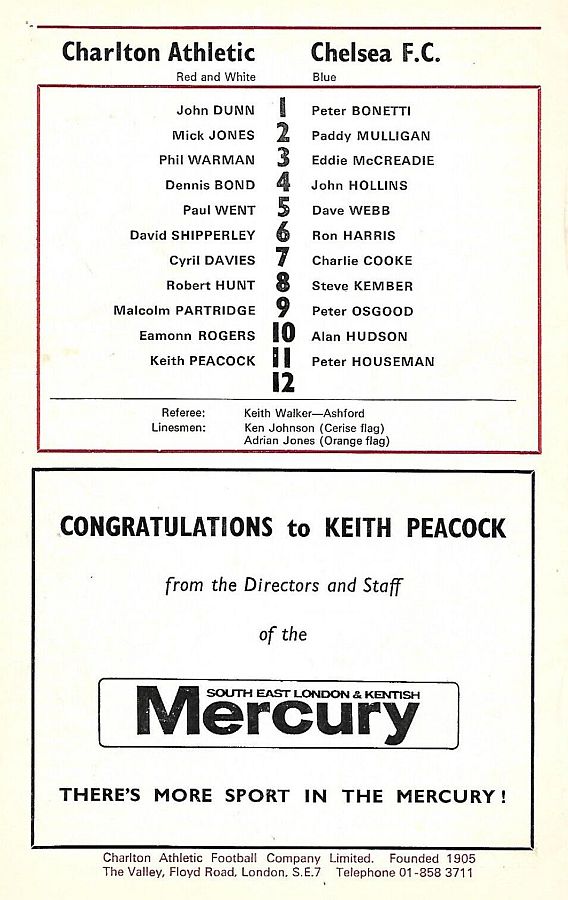 Charlton Athletic Chelsea F.C.
Red and White Blue
John DUNN 1 Peter BONETTI
Mick JONES 2 Paddy MULLIGAN
Phil WARMAN 3 Eddie McCREADIE
Dennis BOND 4 John HOLLINS
Paul WENT 5 Dave WEBB
David SHIPPERLEY 6 Ron HARRIS
Cyril DAVIES 7 Charlie COOKE
Robert HUNT 8 Steve KEMBER
Malcolm PARTRIDGE 9 Peter OSGOOD
Eamonn ROGERS 10 Alan HUDSON
Keith PEACOCK 11 Peter HOUSEMAN
12
Referee: Keith Walker—Ashford
Linesmen: Ken Johnson (Cerise flag)
Adrian Jones (Orange flag)
CONGRATULATIONS to KEITH PEACOCK
from the Directors and Staff
of the
SOUTH EAST LONDON & KENTISH
Mercury
THERE'S MORE SPORT IN THE MERCURY!
Charlton Athletic Football Company Limited. Founded 1905
The Valley, Floyd Road, London, S.E.7 Telephone 01-858 3711